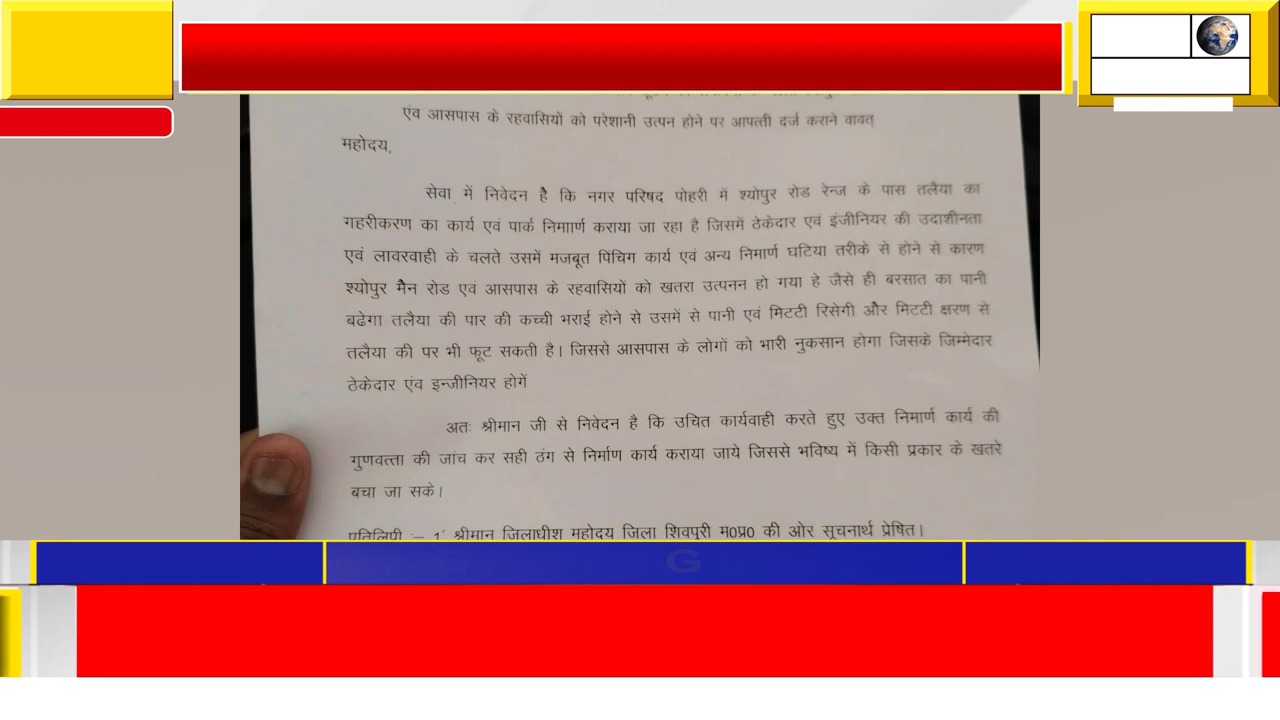 एंव आसपास के रहवासियों को परेशानी उत्पन होने पर आपत्ती दर्ज कराने वावत्
महोदय,
सेवा में निवेदन है कि नगर परिषद पोहरी में श्योपुर रोड रेन्ज के पास तलैया का
गहरीकरण का कार्य एवं पार्क निमाार्ण कराया जा रहा है जिसमें ठेकेदार एवं इंजीनियर की उदाशीनता
एवं लावरवाही के चलते उसमें मजबूत पिंचिग कार्य एवं अन्य निमार्ण घटिया तरीके से होने से कारण
श्योपुर मैन रोड एवं आसपास के रहवासियों को खतरा उत्पनन हो गया हे जैसे ही बरसात का पानी
बढेगा तलैया की पार की कच्ची भराई होने से उसमें से पानी एवं मिटटी रिसेगी और मिटटी क्षरण से
तलैया की पर भी फूट सकती है। जिससे आसपास के लोगों को भारी नुकसान होगा जिसके जिम्मेदार
ठेकेदार एंव इन्जीनियर होगें
अतः श्रीमान जी से निवेदन है कि उचित कार्यवाही करते हुए उक्त निमार्ण कार्य की
गुणवत्ता की जांच कर सही ठंग से निर्माण कार्य कराया जाये जिससे भविष्य में किसी प्रकार के खतरे
बचा जा सके।
प्रतिलिपी :– 1' श्रीमान जिलाधीश महोदय जिला शिवपुरी म0प्र0 की ओर सूचनार्थ प्रेषित।
G